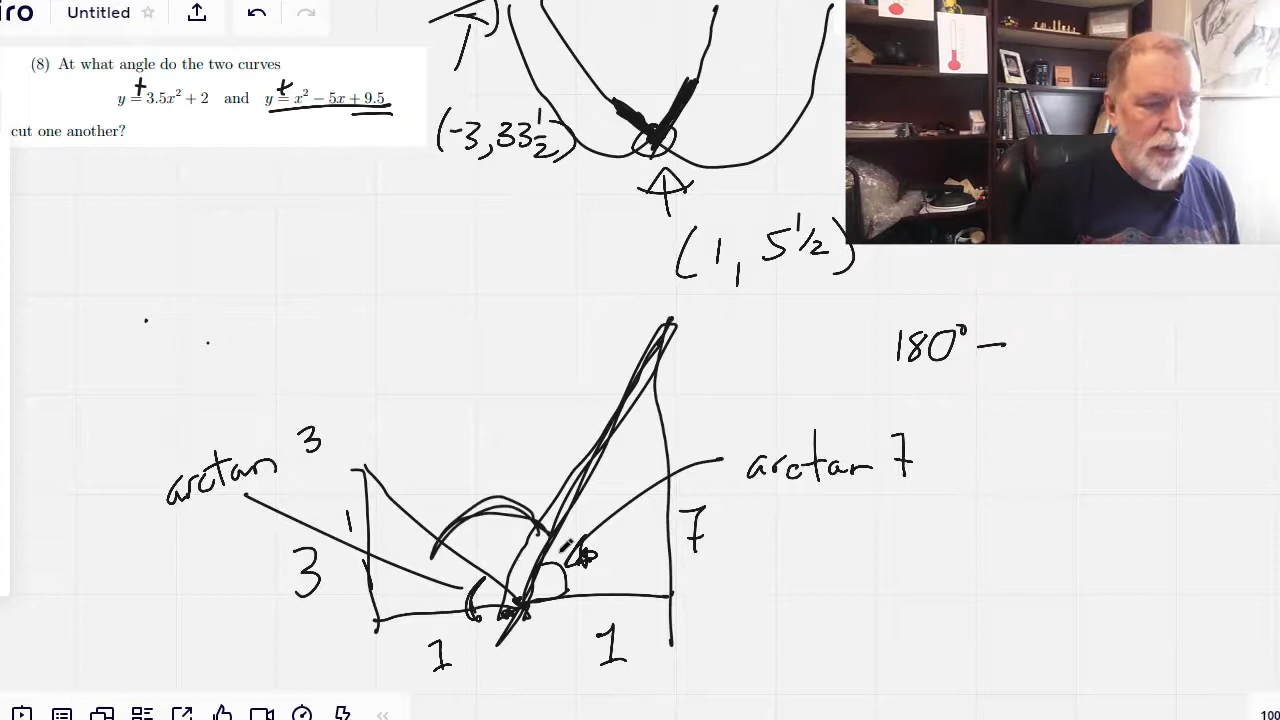 iro Untitled
(8) At what angle do the two curves
t t
y = 3.5x² + 2 and y = x² − 5x + 9.5
cut one another?
(-3, 33½)
(1, 5½)
180° −
arctan 3
arctan 7
3
7
1
1
100